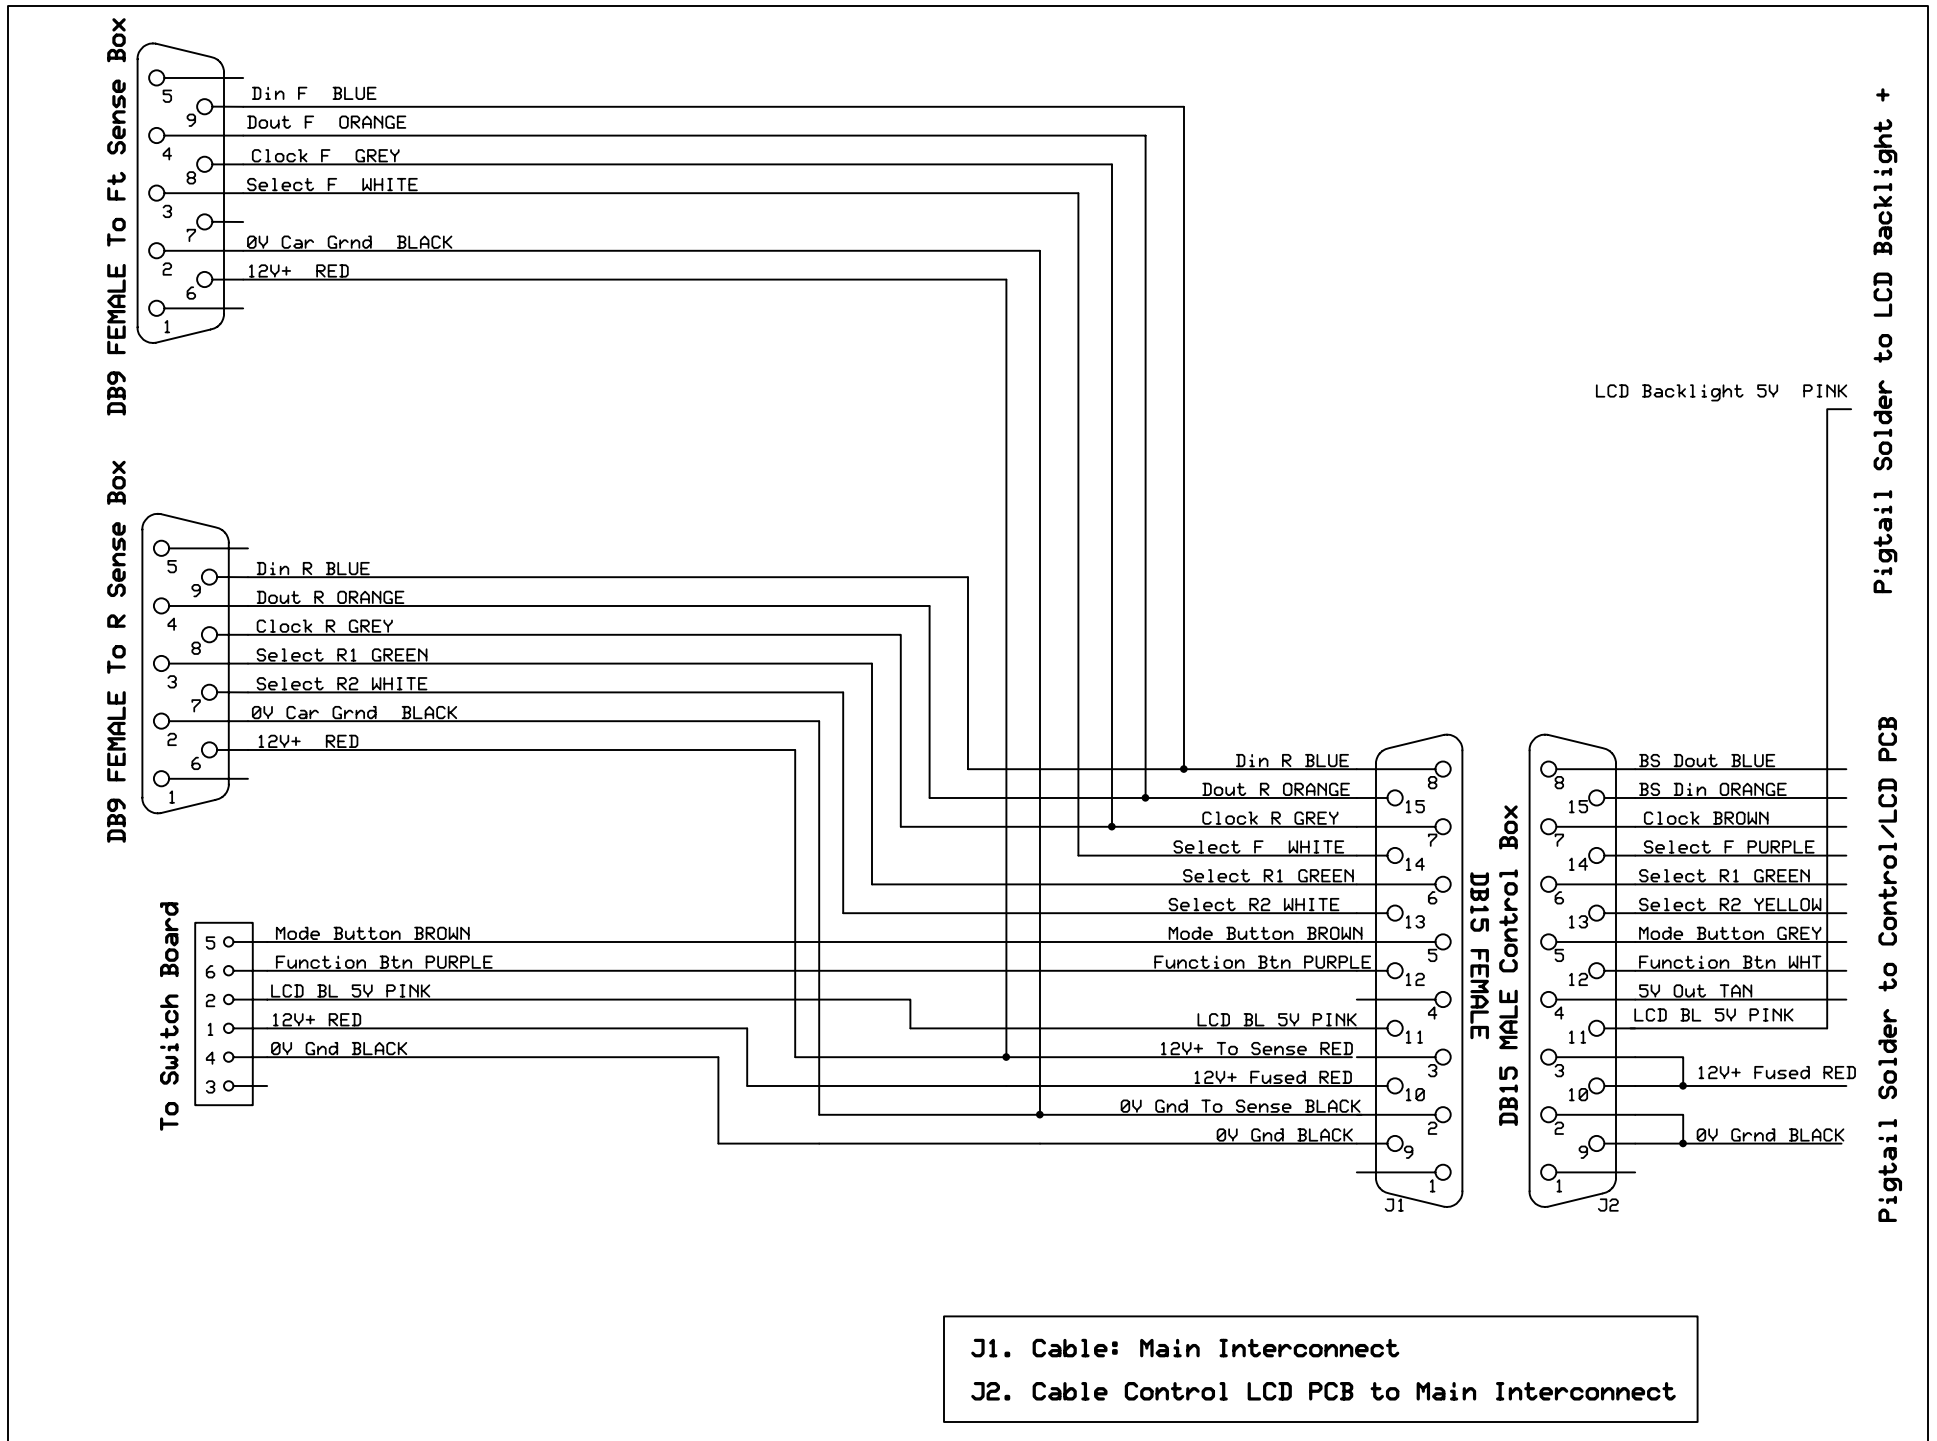 DB9 FEMALE To Ft Sense Box
5
Din F BLUE
9
Dout F ORANGE
4
Clock F GREY
8
Select F WHITE
3
7
0V Car Grnd BLACK
2
12V+ RED
6
1
DB9 FEMALE To R Sense Box
5
Din R BLUE
9
Dout R ORANGE
4
Clock R GREY
8
Select R1 GREEN
3
Select R2 WHITE
7
0V Car Grnd BLACK
2
12V+ RED
6
1
To Switch Board
5 Mode Button BROWN
6 Function Btn PURPLE
2 LCD BL 5V PINK
1 12V+ RED
4 0V Gnd BLACK
3
Din R BLUE
8
Dout R ORANGE
15
Clock R GREY
7
Select F WHITE
14
Select R1 GREEN
6
Select R2 WHITE
13
Mode Button BROWN
5
Function Btn PURPLE
12
4
LCD BL 5V PINK
11
12V+ To Sense RED
3
12V+ Fused RED
10
0V Gnd To Sense BLACK
2
0V Gnd BLACK
9
1
J1
DB15 FEMALE
DB15 MALE Control Box
BS Dout BLUE
8
BS Din ORANGE
15
Clock BROWN
7
Select F PURPLE
14
Select R1 GREEN
6
Select R2 YELLOW
13
Mode Button GREY
5
Function Btn WHT
12
5V Out TAN
4
LCD BL 5V PINK
11
3
12V+ Fused RED
10
2
0V Grnd BLACK
9
1
J2
LCD Backlight 5V PINK
Pigtail Solder to LCD Backlight +
Pigtail Solder to Control/LCD PCB
J1. Cable: Main Interconnect
J2. Cable Control LCD PCB to Main Interconnect